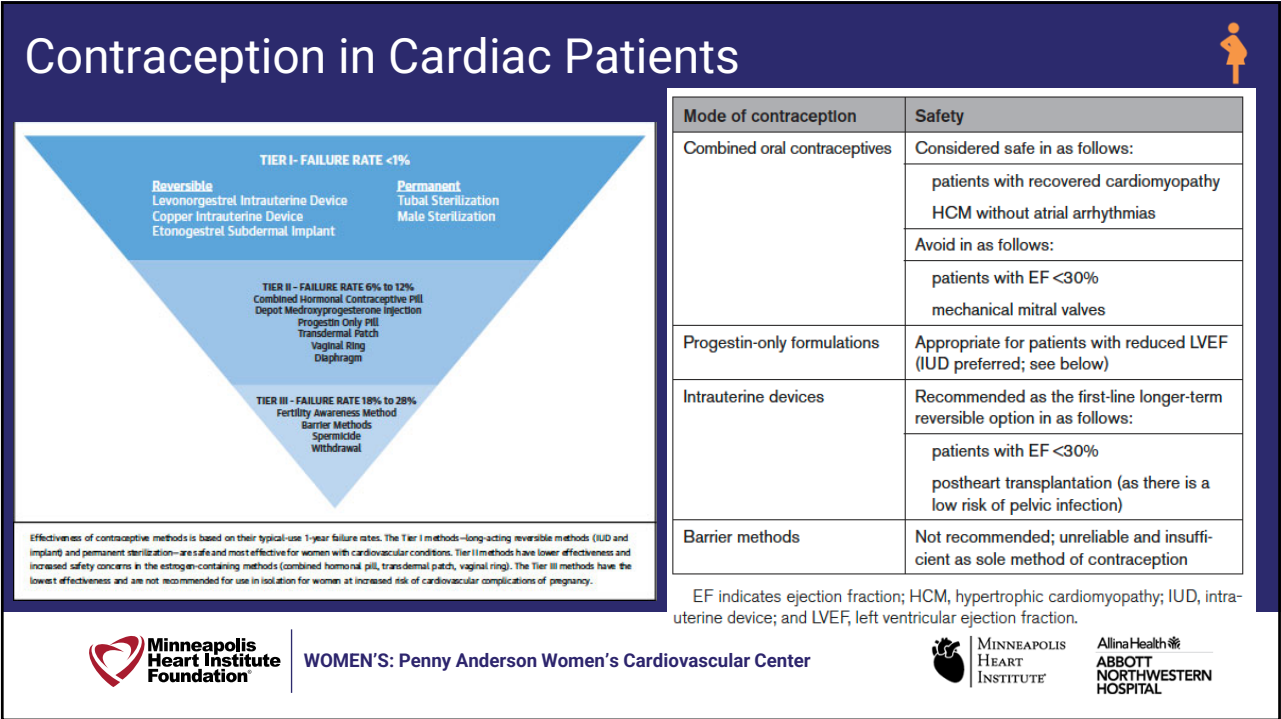 Contraception in Cardiac Patients
TIER I- FAILURE RATE <1%
Reversible
Levonorgestrel Intrauterine Device
Copper Intrauterine Device
Etonogestrel Subdermal Implant
Permanent
Tubal Sterilization
Male Sterilization
TIER II – FAILURE RATE 6% to 12%
Combined Hormonal Contraceptive Pill
Depot Medroxyprogesterone Injection
Progestin Only Pill
Transdermal Patch
Vaginal Ring
Diaphragm
TIER III - FAILURE RATE 18% to 28%
Fertility Awareness Method
Barrier Methods
Spermicide
Withdrawal
Effectiveness of contraceptive methods is based on their typical-use 1-year failure rates. The Tier I methods—long-acting reversible methods (IUD and
implant) and permanent sterilization—are safe and most effective for women with cardiovascular conditions. Tier II methods have lower effectiveness and
increased safety concerns in the estrogen-containing methods (combined hormonal pill, transdermal patch, vaginal ring). The Tier III methods have the
lowest effectiveness and are not recommended for use in isolation for women at increased risk of cardiovascular complications of pregnancy.
Mode of contraception Safety
Combined oral contraceptives Considered safe in as follows:
patients with recovered cardiomyopathy
HCM without atrial arrhythmias
Avoid in as follows:
patients with EF <30%
mechanical mitral valves
Progestin-only formulations Appropriate for patients with reduced LVEF
(IUD preferred; see below)
Intrauterine devices Recommended as the first-line longer-term
reversible option in as follows:
patients with EF <30%
postheart transplantation (as there is a
low risk of pelvic infection)
Barrier methods Not recommended; unreliable and insuffi-
cient as sole method of contraception
EF indicates ejection fraction; HCM, hypertrophic cardiomyopathy; IUD, intra-
uterine device; and LVEF, left ventricular ejection fraction.
Minneapolis
Heart Institute
Foundation®
WOMEN'S: Penny Anderson Women's Cardiovascular Center
MINNEAPOLIS
HEART
INSTITUTE
Allina Health
ABBOTT
NORTHWESTERN
HOSPITAL